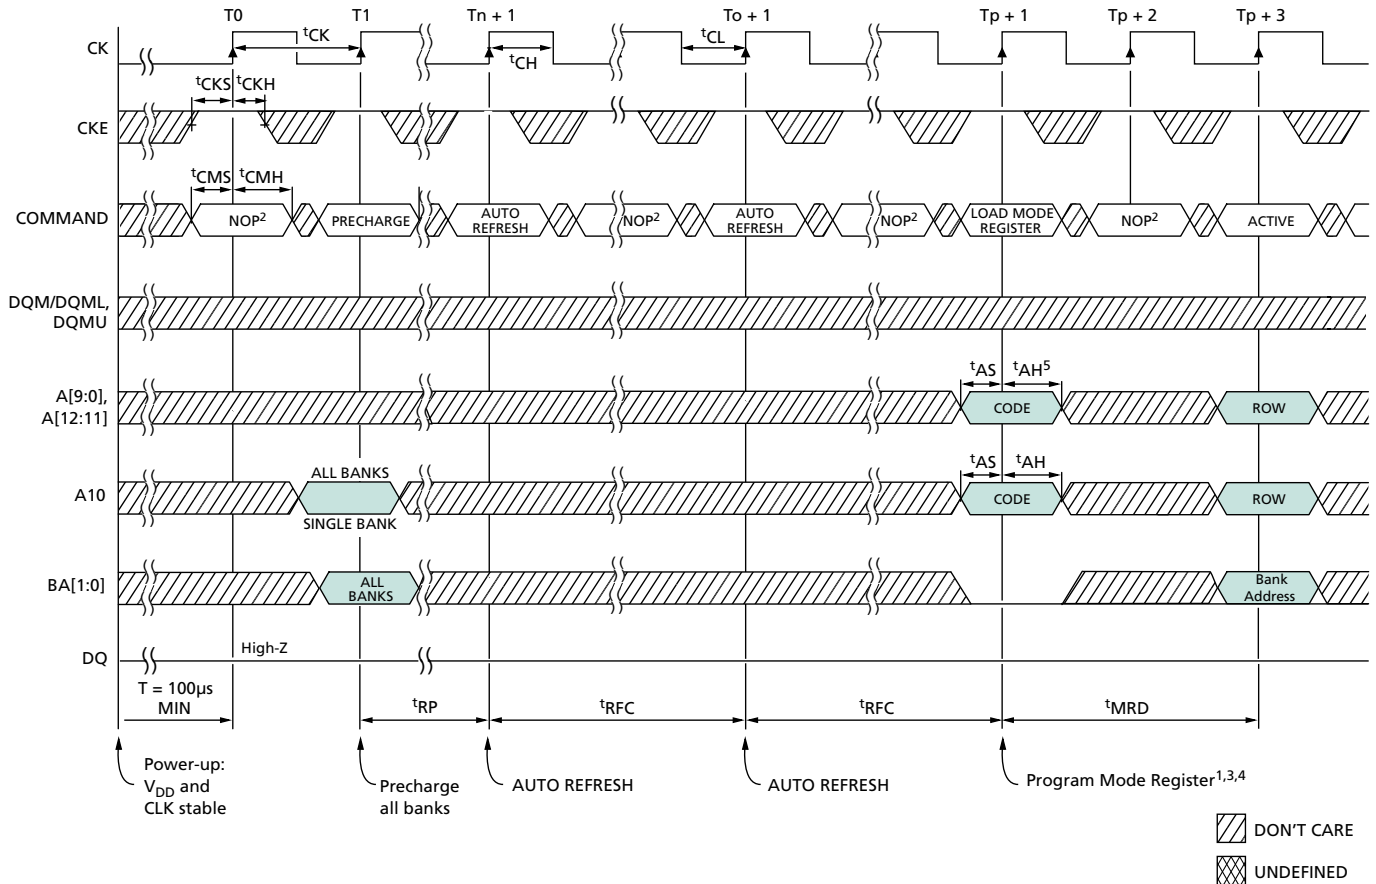 T0 T1 Tn + 1 To + 1 Tp + 1 Tp + 2 Tp + 3
CK
tCK
tCH
tCL
tCKS tCKH
CKE
tCMS tCMH
COMMAND
NOP2
PRECHARGE
AUTO
REFRESH
NOP2
AUTO
REFRESH
NOP2
LOAD MODE
REGISTER
NOP2
ACTIVE
DQM/DQML,
DQMU
A[9:0],
A[12:11]
tAS tAH5
CODE
ROW
A10
ALL BANKS
SINGLE BANK
tAS tAH
CODE
ROW
BA[1:0]
ALL
BANKS
Bank
Address
DQ
High-Z
T = 100µs
MIN
tRP
tRFC
tRFC
tMRD
Power-up:
VDD and
CLK stable
Precharge
all banks
AUTO REFRESH
AUTO REFRESH
Program Mode Register1,3,4
DON'T CARE
UNDEFINED